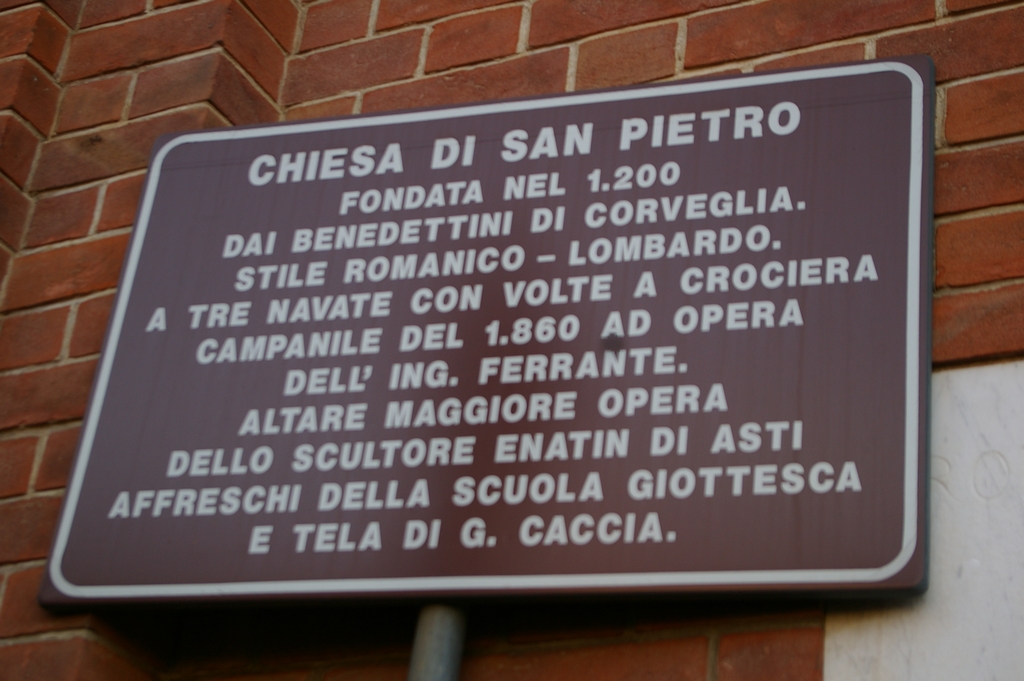 CHIESA DI SAN PIETRO
FONDATA NEL 1.200
DAI BENEDETTINI DI CORVEGLIA.
STILE ROMANICO - LOMBARDO.
A TRE NAVATE CON VOLTE A CROCIERA
CAMPANILE DEL 1.860 AD OPERA
DELL' ING. FERRANTE.
ALTARE MAGGIORE OPERA
DELLO SCULTORE ENATIN DI ASTI
AFFRESCHI DELLA SCUOLA GIOTTESCA
E TELA DI G. CACCIA.